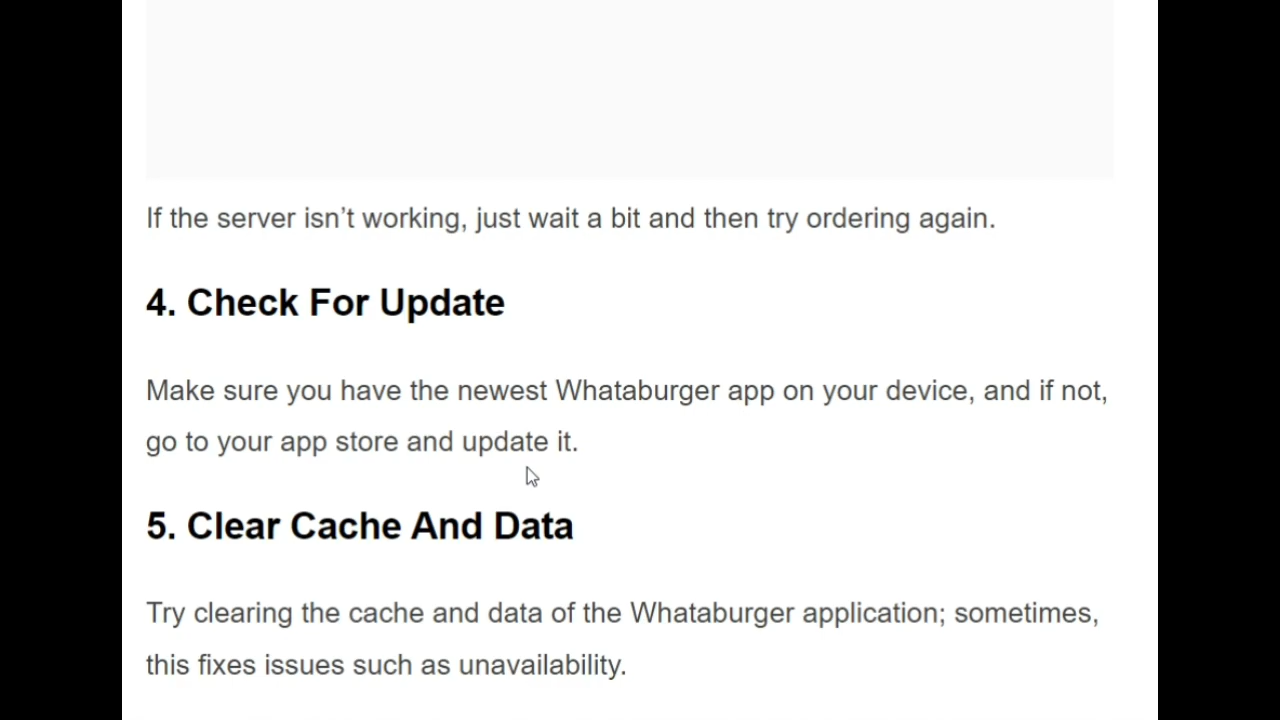 If the server isn’t working, just wait a bit and then try ordering again.
4. Check For Update
Make sure you have the newest Whataburger app on your device, and if not,
go to your app store and update it.
5. Clear Cache And Data
Try clearing the cache and data of the Whataburger application; sometimes,
this fixes issues such as unavailability.